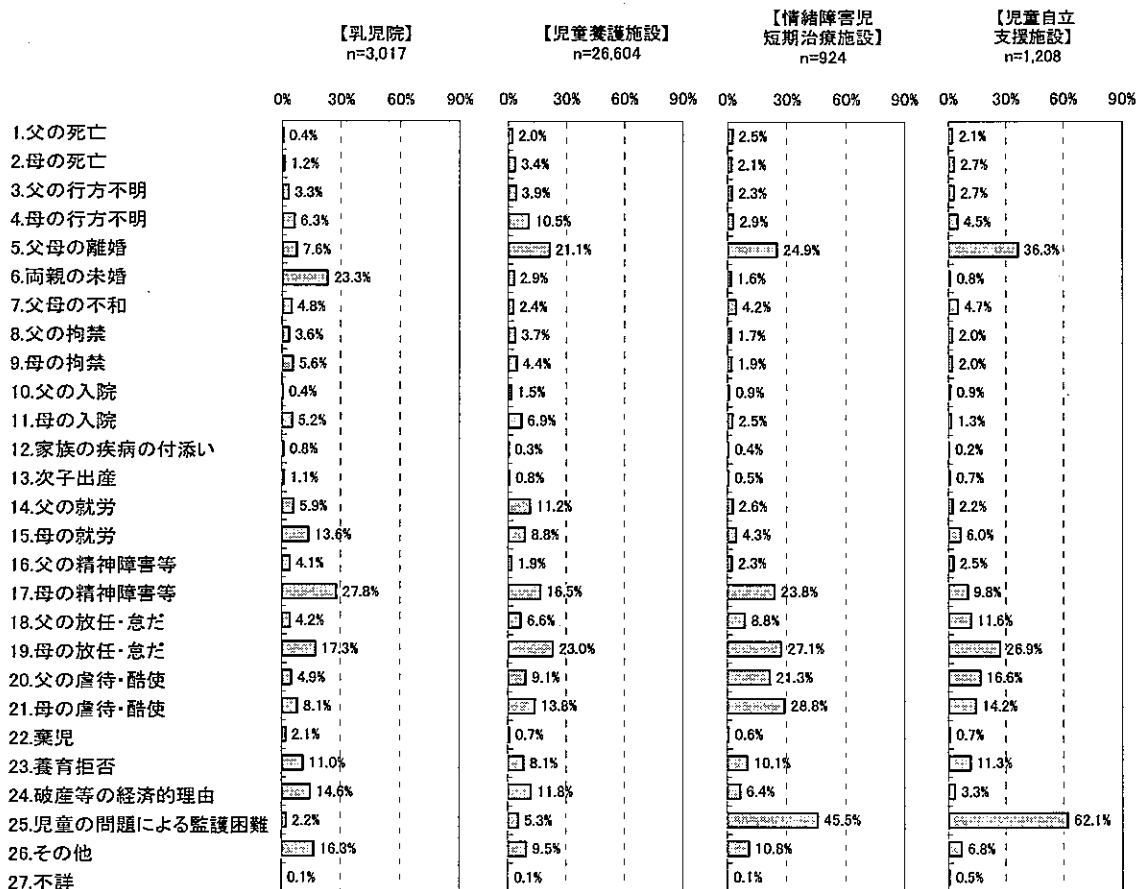 【乳児院】
n=3,017
【児童養護施設】
n=26,604
【情緒障害児
短期治療施設】
n=924
【児童自立
支援施設】
n=1,208
0% 30% 60% 90% 0% 30% 60% 90% 0% 30% 60% 90% 0% 30% 60% 90%
1.父の死亡 0.4% 2.0% 2.5% 2.1%
2.母の死亡 1.2% 3.4% 2.1% 2.7%
3.父の行方不明 3.3% 3.9% 2.3% 2.7%
4.母の行方不明 6.3% 10.5% 2.9% 4.5%
5.父母の離婚 7.6% 21.1% 24.9% 36.3%
6.両親の未婚 23.3% 2.9% 1.6% 0.8%
7.父母の不和 4.8% 2.4% 4.2% 4.7%
8.父の拘禁 3.6% 3.7% 1.7% 2.0%
9.母の拘禁 5.6% 4.4% 1.9% 2.0%
10.父の入院 0.4% 1.5% 0.9% 0.9%
11.母の入院 5.2% 6.9% 2.5% 1.3%
12.家族の疾病の付添い 0.8% 0.3% 0.4% 0.2%
13.次子出産 1.1% 0.8% 0.5% 0.7%
14.父の就労 5.9% 11.2% 2.6% 2.2%
15.母の就労 13.6% 8.8% 4.3% 6.0%
16.父の精神障害等 4.1% 1.9% 2.3% 2.5%
17.母の精神障害等 27.8% 16.5% 23.8% 9.8%
18.父の放任・怠だ 4.2% 6.6% 8.8% 11.6%
19.母の放任・怠だ 17.3% 23.0% 27.1% 26.9%
20.父の虐待・酷使 4.9% 9.1% 21.3% 16.6%
21.母の虐待・酷使 8.1% 13.8% 28.8% 14.2%
22.棄児 2.1% 0.7% 0.6% 0.7%
23.養育拒否 11.0% 8.1% 10.1% 11.3%
24.破産等の経済的理由 14.6% 11.8% 6.4% 3.3%
25.児童の問題による監護困難 2.2% 5.3% 45.5% 62.1%
26.その他 16.3% 9.5% 10.8% 6.8%
27.不詳 0.1% 0.1% 0.1% 0.5%